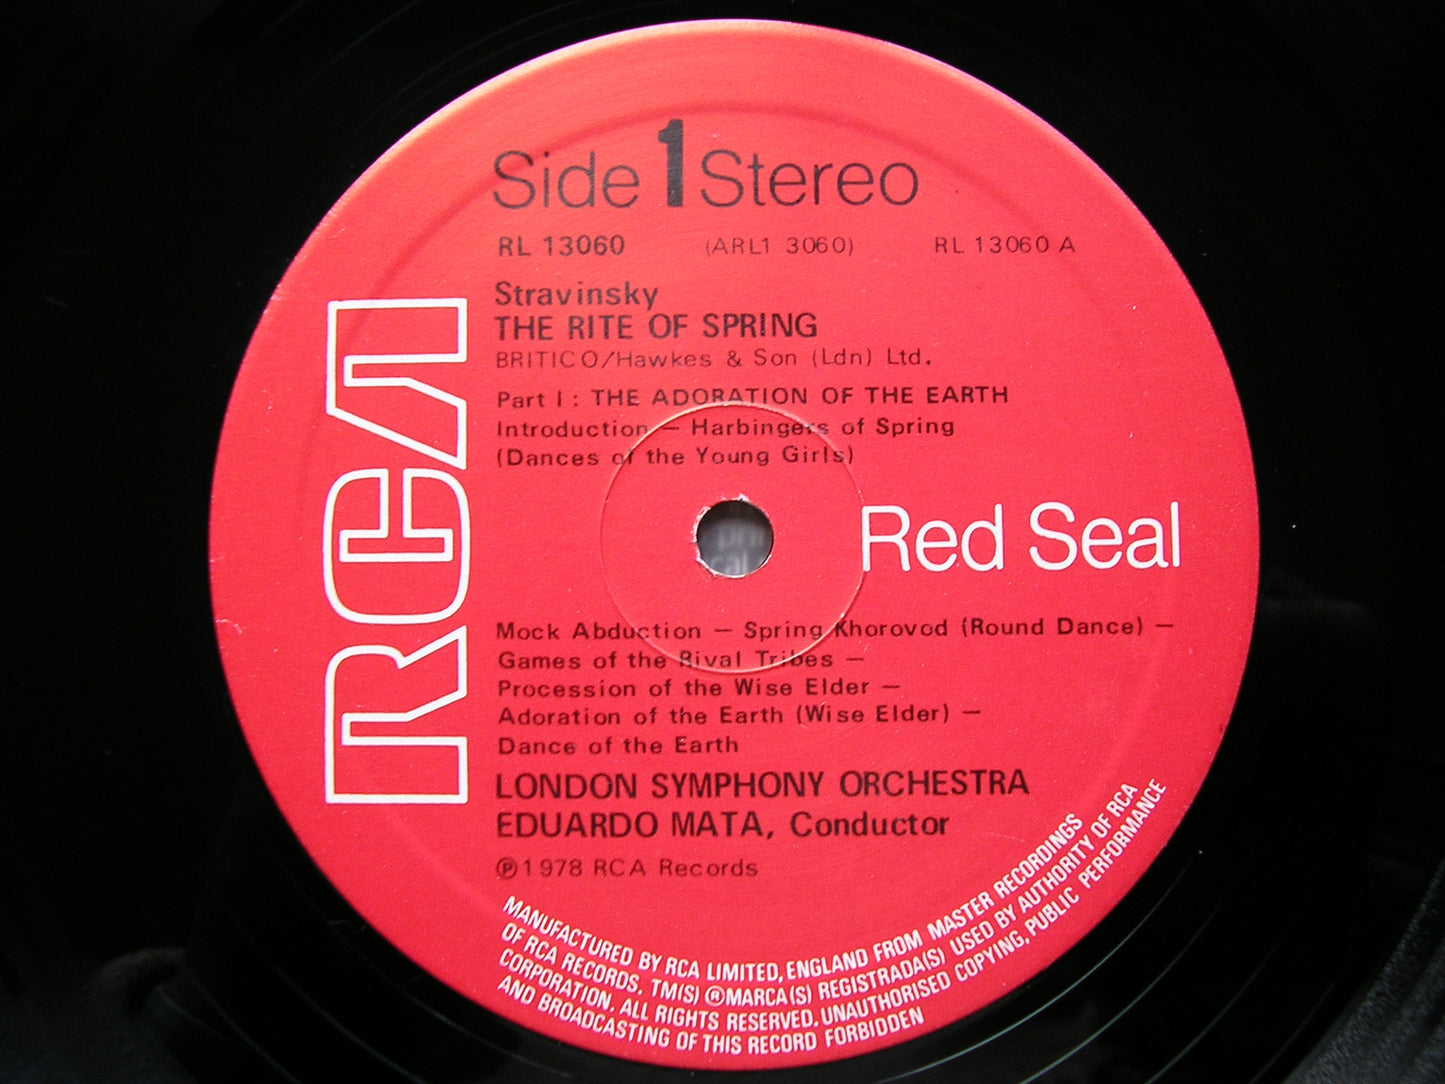 Side 1 Stereo
RL 13060 (ARL1 3060) RL 13060 A
Stravinsky
THE RITE OF SPRING
BRITICO/Hawkes & Son (Ldn) Ltd.
Part I : THE ADORATION OF THE EARTH
Introduction — Harbingers of Spring
(Dances of the Young Girls)
RCA
Red Seal
Mock Abduction — Spring Khorovod (Round Dance) —
Games of the Rival Tribes —
Procession of the Wise Elder —
Adoration of the Earth (Wise Elder) —
Dance of the Earth
LONDON SYMPHONY ORCHESTRA
EDUARDO MATA, Conductor
℗1978 RCA Records
MANUFACTURED BY RCA LIMITED, ENGLAND FROM MASTER RECORDINGS
OF RCA RECORDS. TM(S) ®MARCA(S) REGISTRADA(S) USED BY AUTHORITY OF RCA
CORPORATION. ALL RIGHTS RESERVED. UNAUTHORISED COPYING, PUBLIC PERFORMANCE
AND BROADCASTING OF THIS RECORD FORBIDDEN